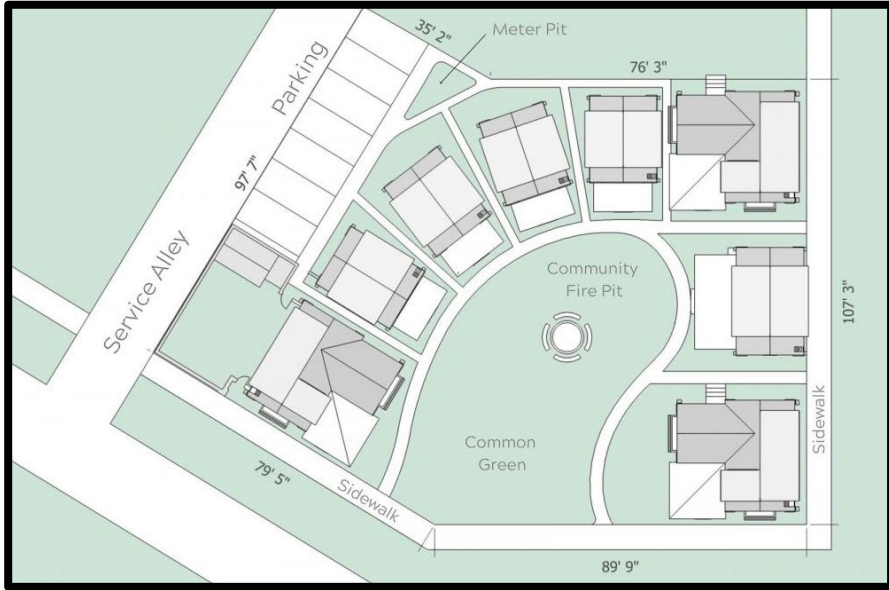 35' 2"
Meter Pit
76' 3"
Parking
97' 7"
Service Alley
Community
Fire Pit
107' 3"
Common
Green
Sidewalk
79' 5"
Sidewalk
89' 9"